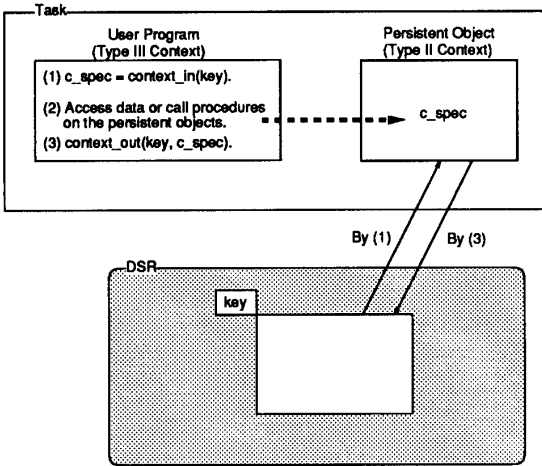 Task
User Program
(Type III Context)
(1) c_spec = context_in(key).
(2) Access data or call procedures
on the persistent objects.
(3) context_out(key, c_spec).
Persistent Object
(Type II Context)
c_spec
By (1)
By (3)
DSR
key